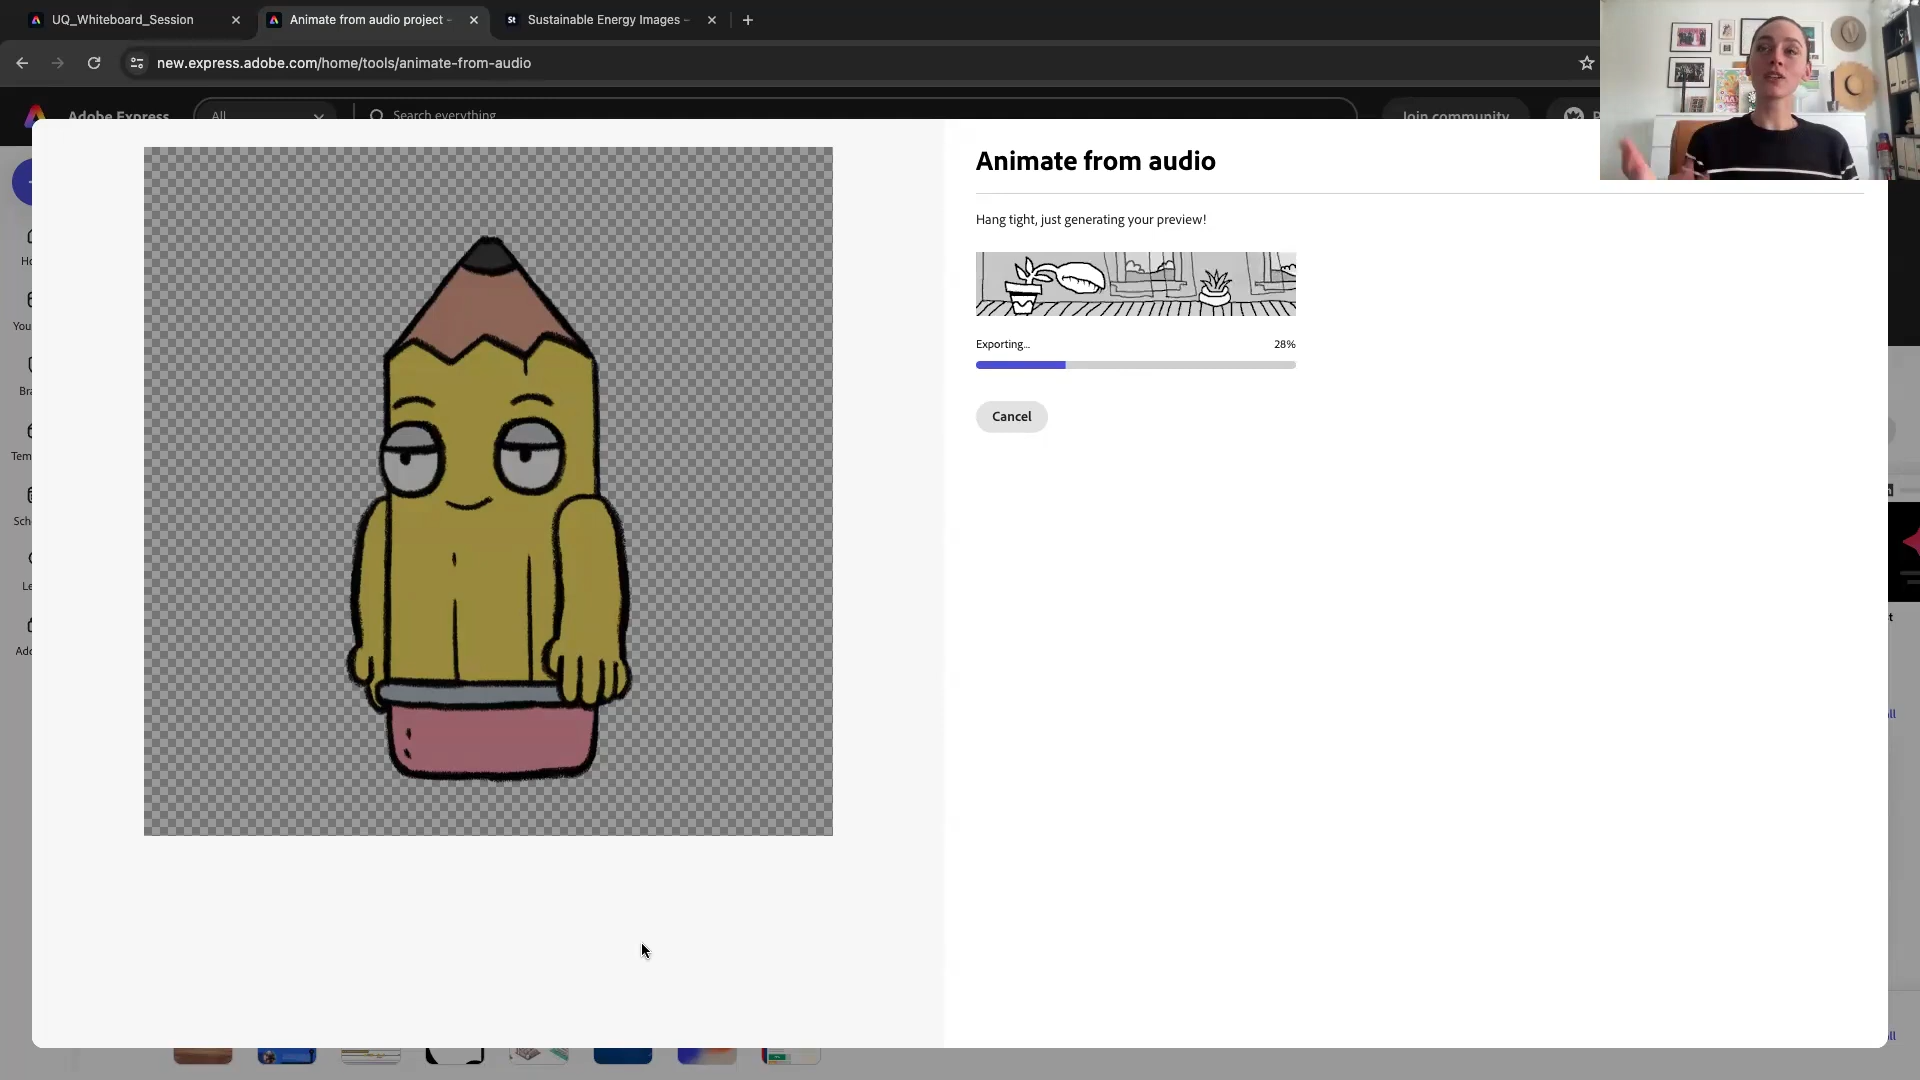 UQ_Whiteboard_Session
Animate from audio project -
St
Sustainable Energy Images -
new.express.adobe.com/home/tools/animate-from-audio
Adobe Express
All
Search everything
Join community
Animate from audio
Hang tight, just generating your preview!
Exporting...
28%
Cancel